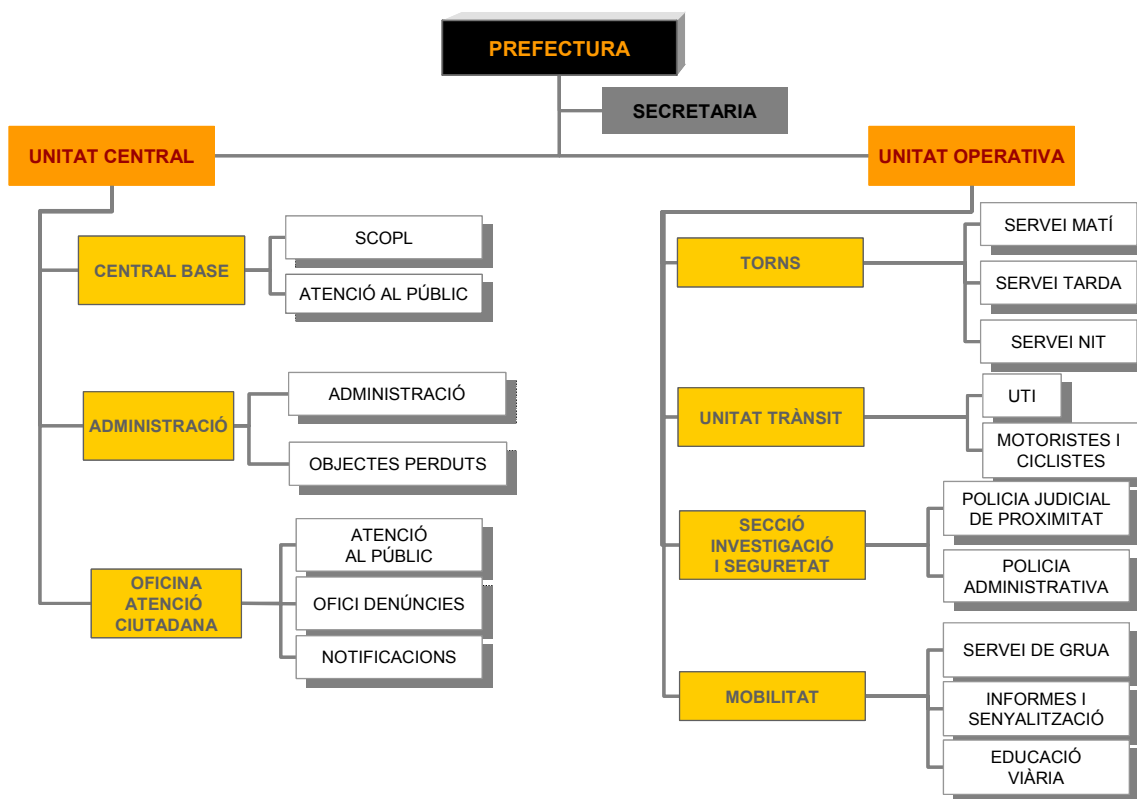 PREFECTURA
SECRETARIA
UNITAT CENTRAL
UNITAT OPERATIVA
CENTRAL BASE
SCOPL
ATENCIÓ AL PÚBLIC
ADMINISTRACIÓ
ADMINISTRACIÓ
OBJECTES PERDUTS
OFICINA
ATENCIÓ
CIUTADANA
ATENCIÓ
AL PÚBLIC
OFICI DENÚNCIES
NOTIFICACIONS
TORNS
SERVEI MATÍ
SERVEI TARDA
SERVEI NIT
UNITAT TRÀNSIT
UTI
MOTORISTES I
CICLISTES
SECCIÓ
INVESTIGACIÓ
I SEGURETAT
POLICIA JUDICIAL
DE PROXIMITAT
POLICIA
ADMINISTRATIVA
MOBILITAT
SERVEI DE GRUA
INFORMES I
SENYALITZACIÓ
EDUCACIÓ
VIÀRIA